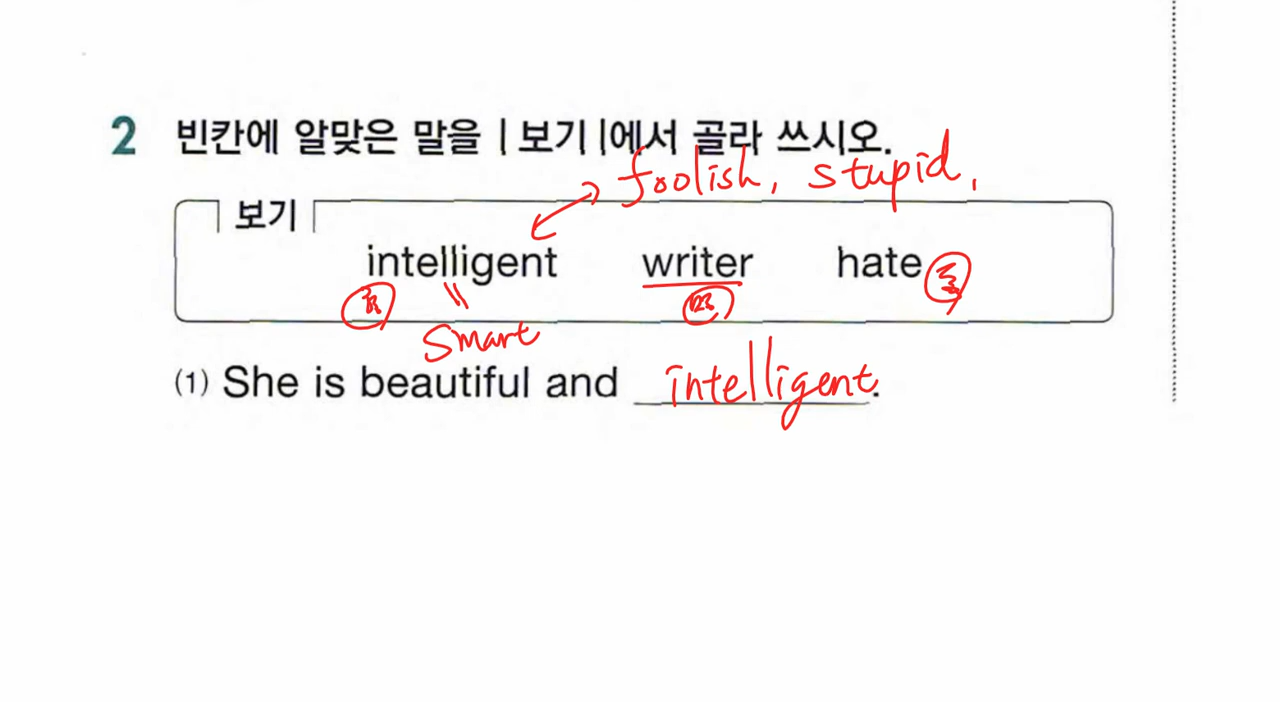 2 빈칸에 알맞은 말을 | 보기 |에서 골라 쓰시오.
foolish, stupid,
보기
intelligent writer hate
smart
(1) She is beautiful and intelligent.